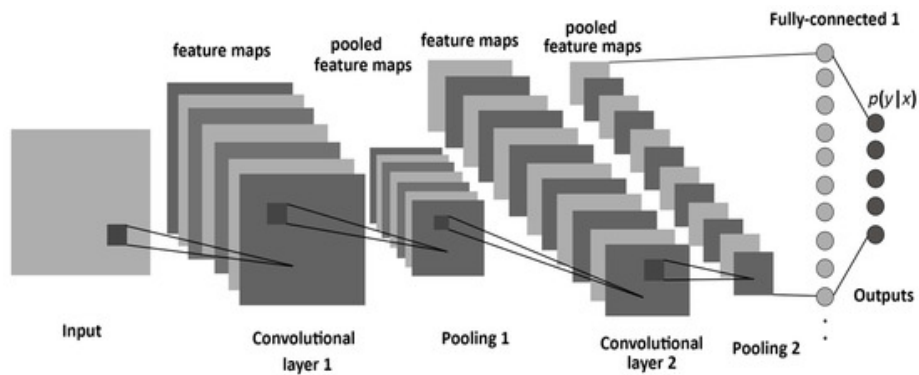 Fully-connected 1
feature maps
pooled
feature maps
feature maps
pooled
feature maps
p(y|x)
Input
Convolutional
layer 1
Pooling 1
Convolutional
layer 2
Pooling 2
Outputs